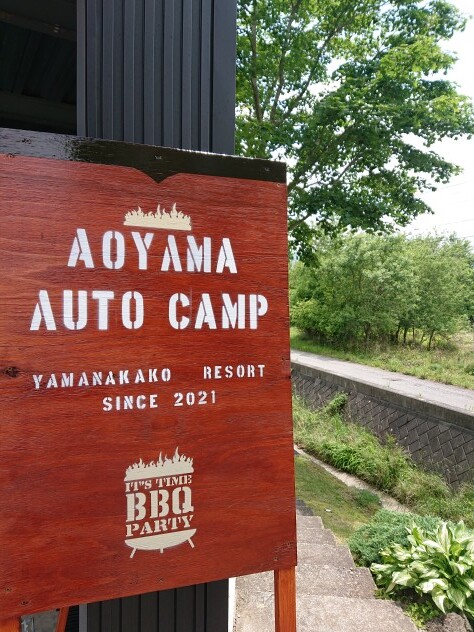 AOYAMA
AUTO CAMP
YAMANAKAKO RESORT
SINCE 2021
IT'S TIME
BBQ
PARTY